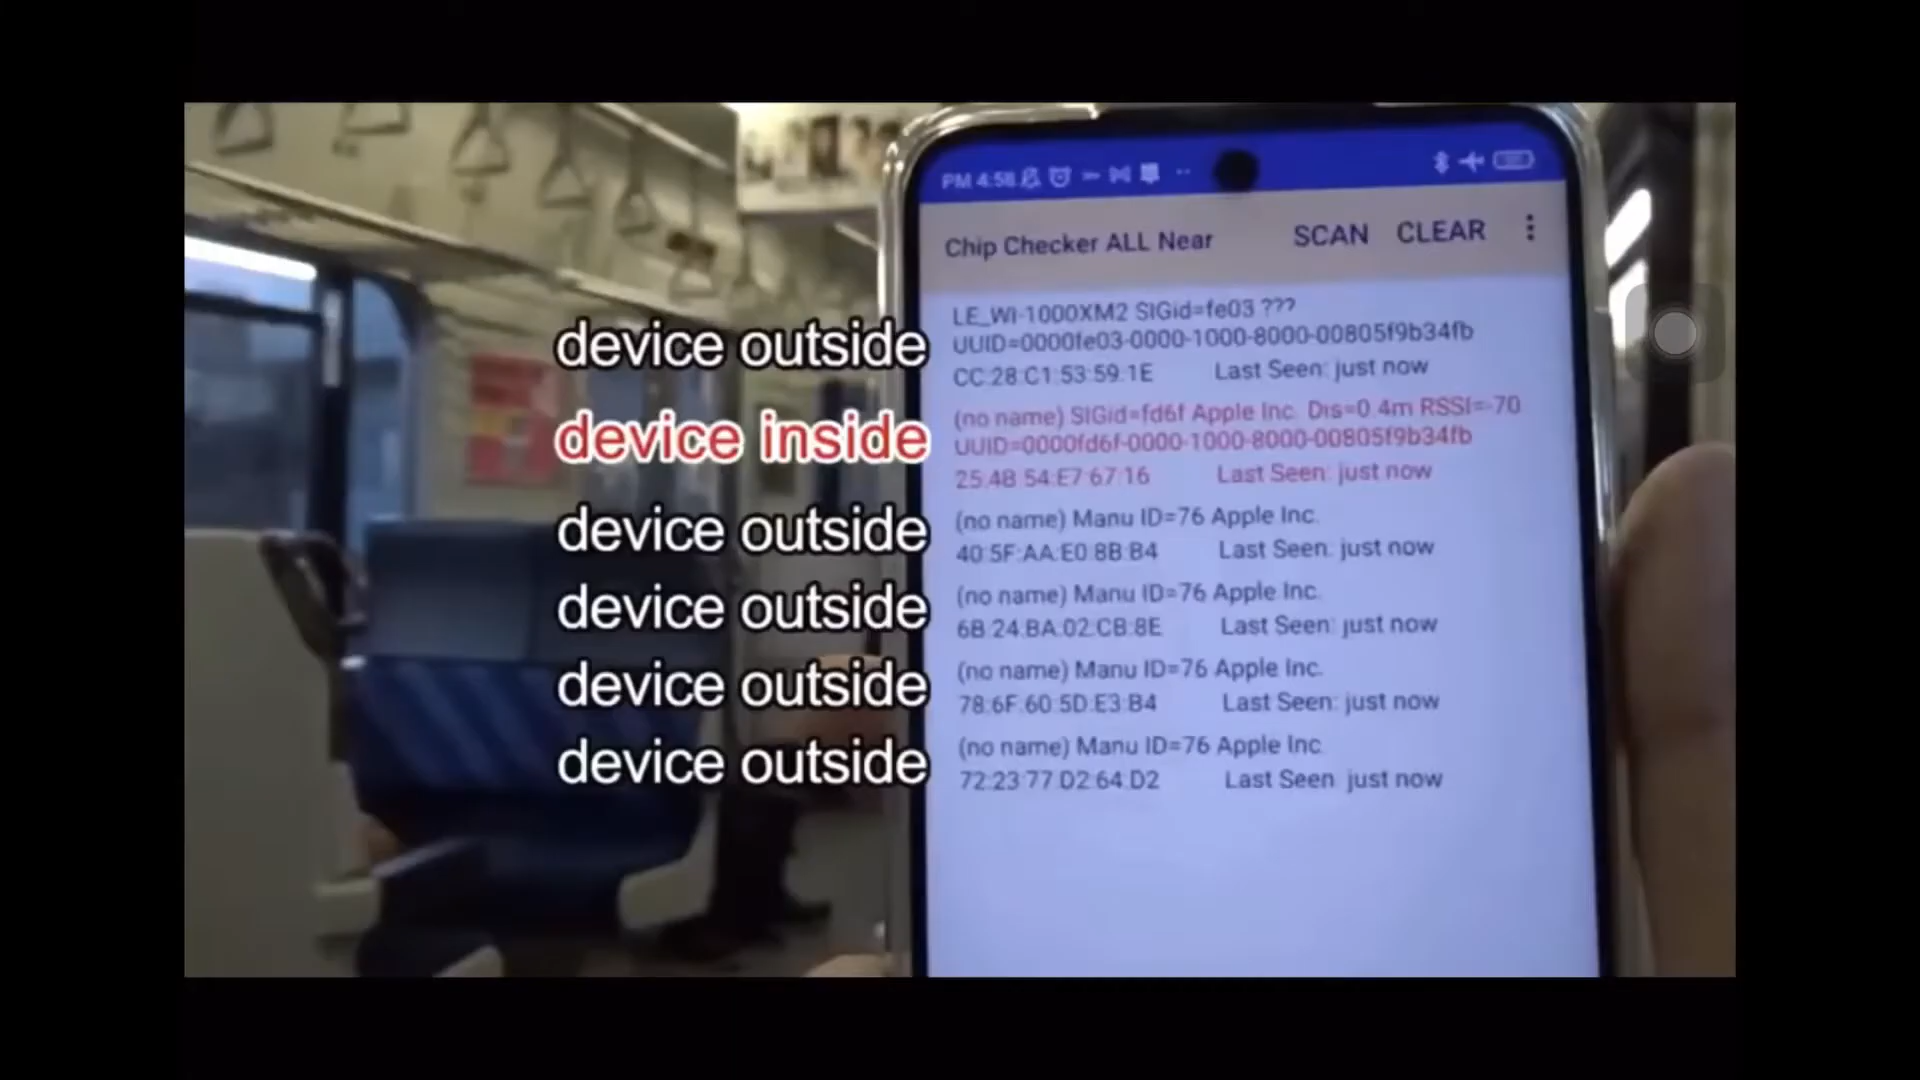 PM 4:58
Chip Checker ALL Near SCAN CLEAR
device outside
LE_WI-1000XM2 SIGid=fe03 ???
UUID=0000fe03-0000-1000-8000-00805f9b34fb
CC:28:C1:53:59:1E Last Seen: just now
device inside
(no name) SIGid=fd6f Apple Inc. Dis=0.4m RSSI=-70
UUID=0000fd6f-0000-1000-8000-00805f9b34fb
25:4B:54:E7:67:16 Last Seen: just now
device outside
(no name) Manu ID=76 Apple Inc.
40:5F:AA:E0:8B:B4 Last Seen: just now
device outside
(no name) Manu ID=76 Apple Inc.
6B:24:BA:02:CB:8E Last Seen: just now
device outside
(no name) Manu ID=76 Apple Inc.
78:6F:60:5D:E3:B4 Last Seen: just now
device outside
(no name) Manu ID=76 Apple Inc.
72:23:77:D2:64:D2 Last Seen: just now